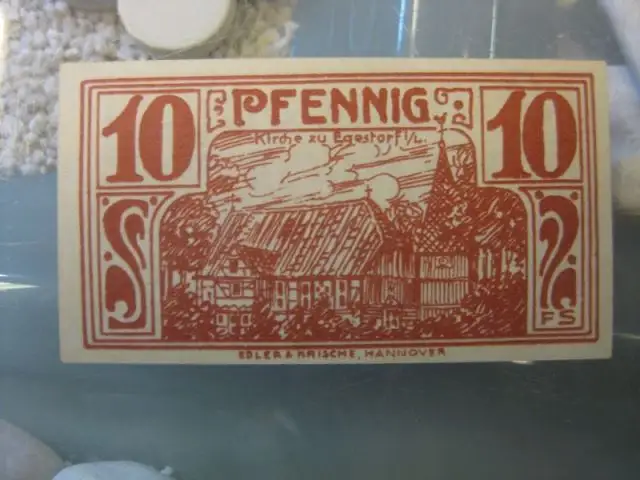 10 PFENNIG 10
Kirche zu Egestorf i/L.
FS
EDLER & KRISCHE, HANNOVER